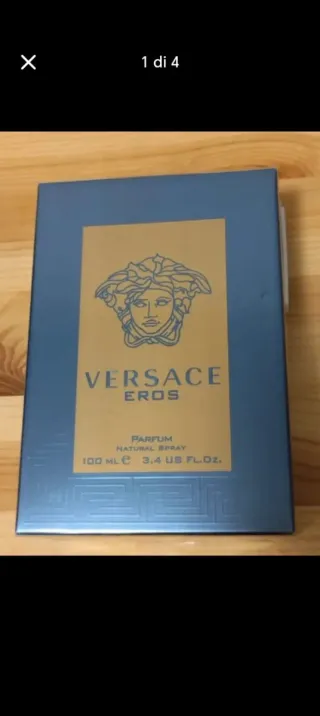 1 di 4
VERSACE
EROS
PARFUM
NATURAL SPRAY
100 ML ℮ 3.4 US FL.OZ.